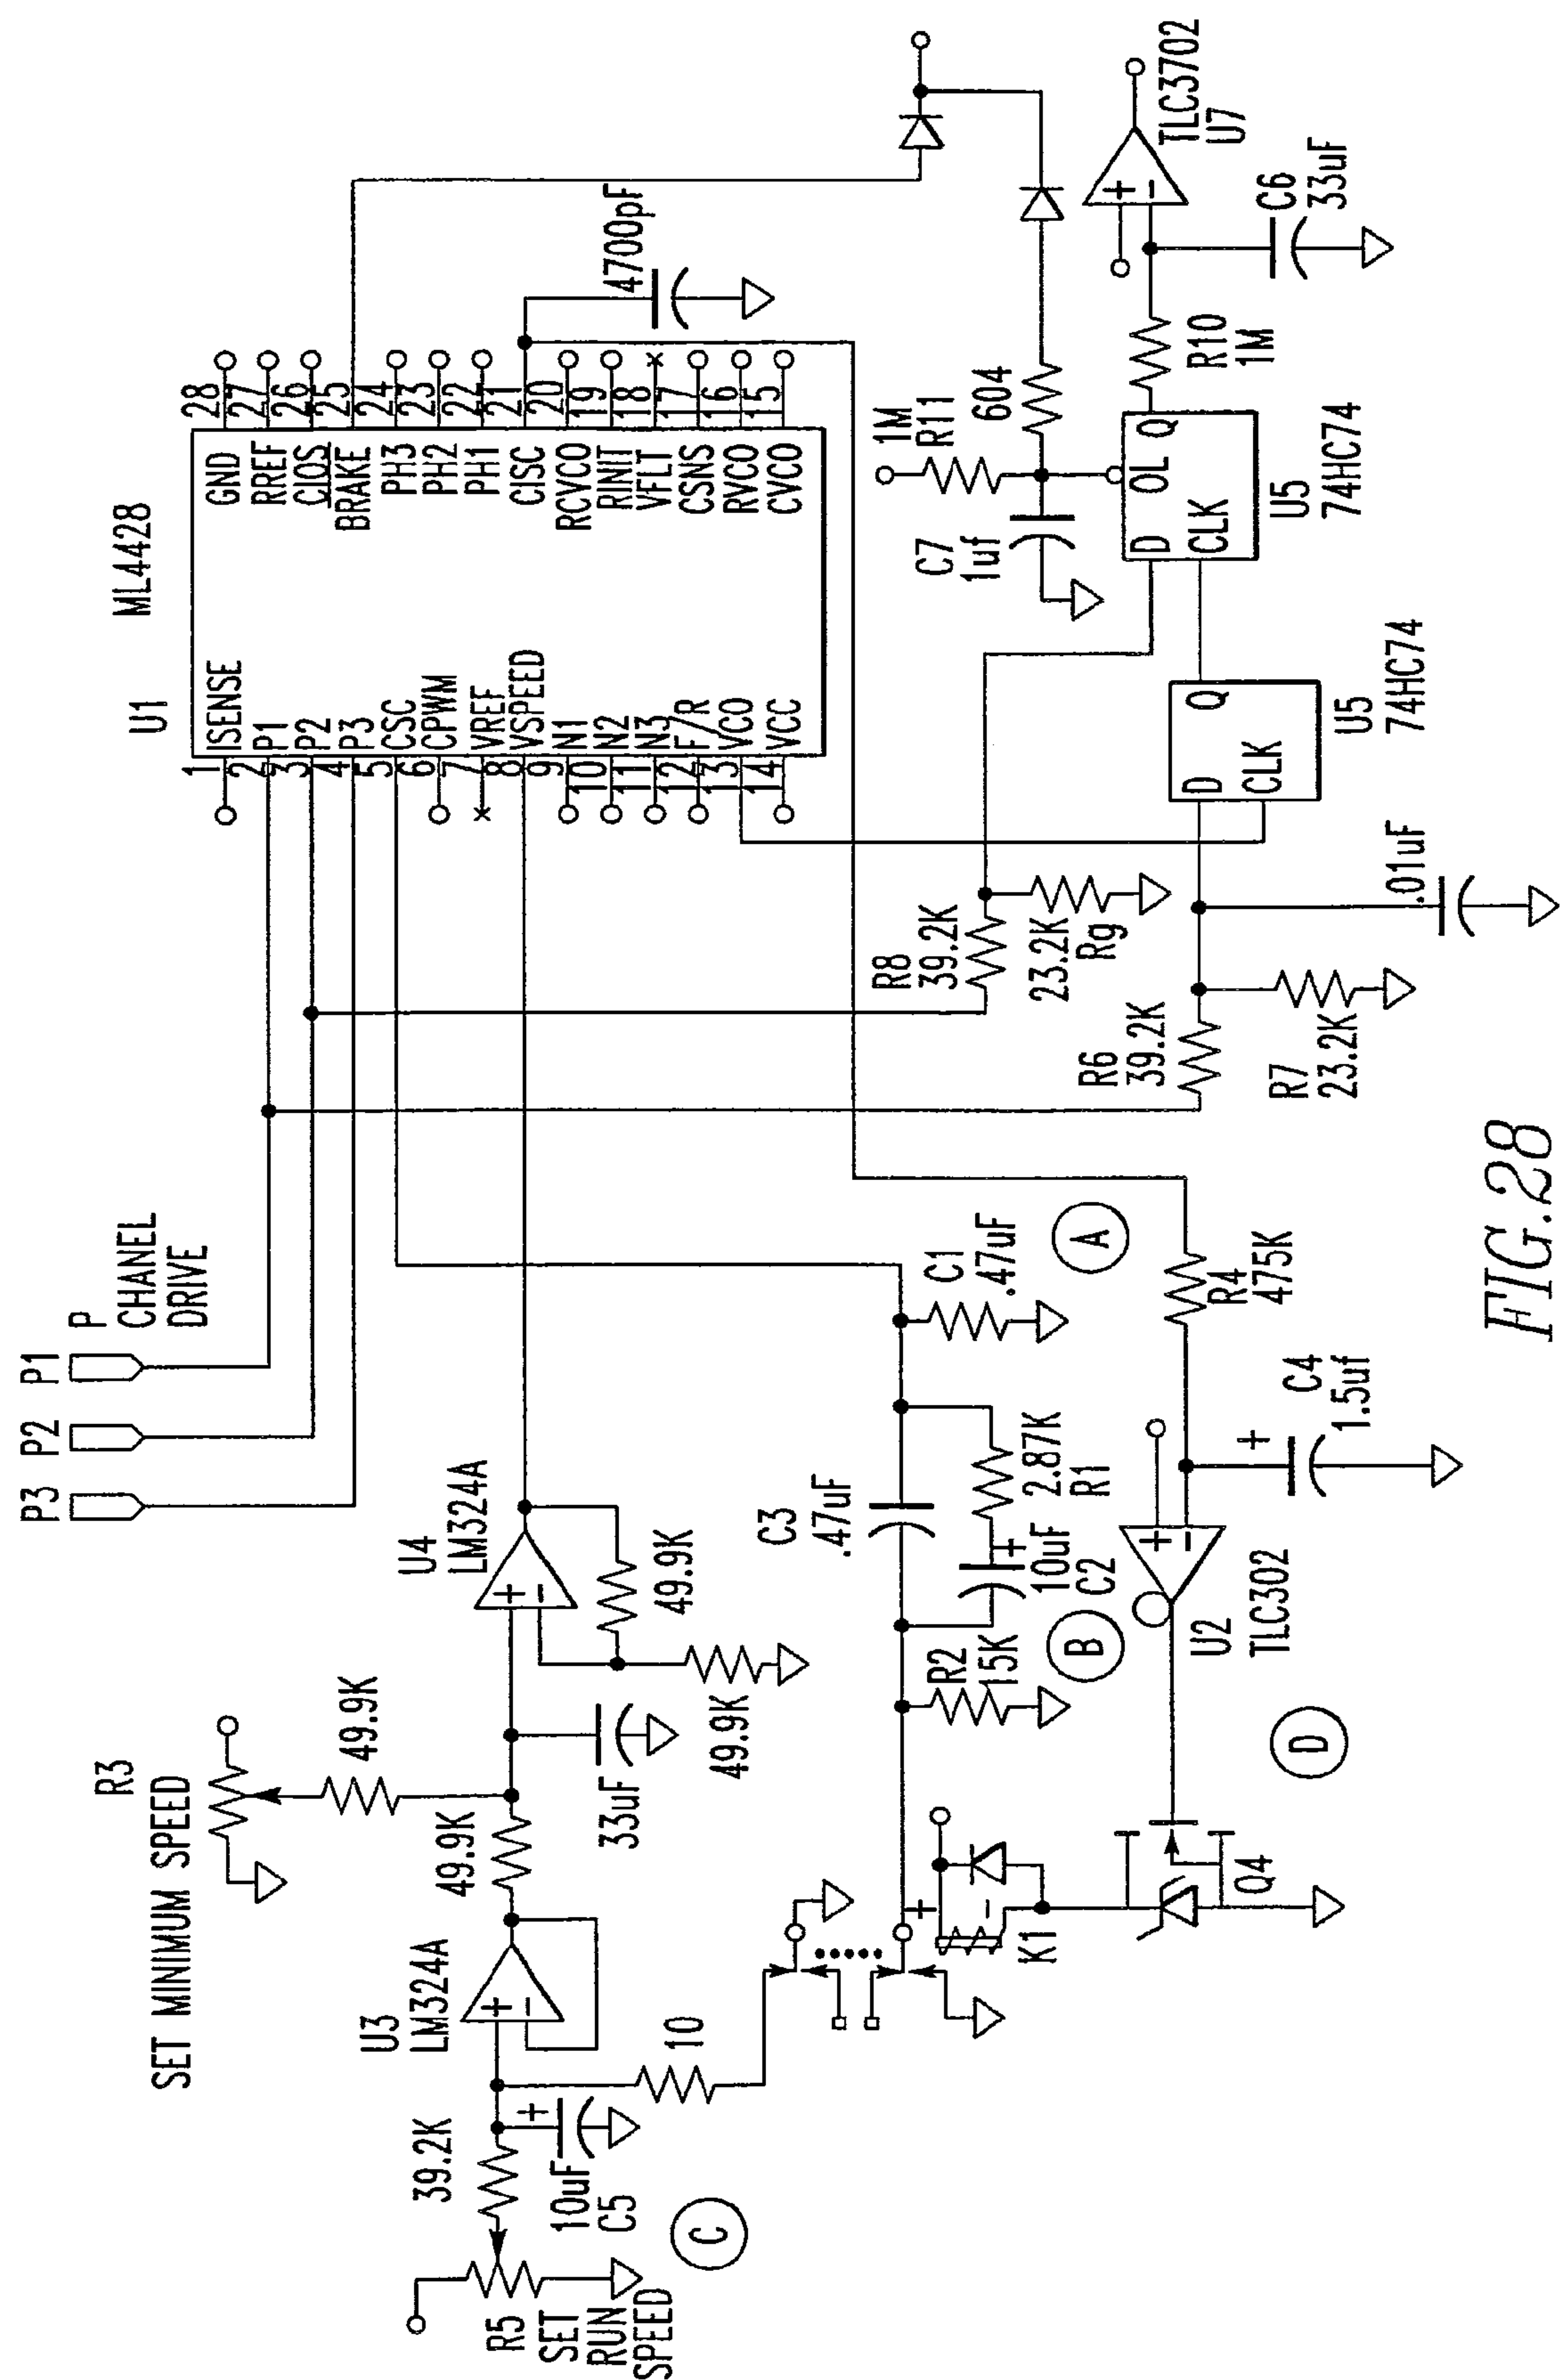 P3
P2
P1
P
CHANEL
DRIVE
U1
ML4428
1
2
3
4
5
6
7
8
9
10
11
12
13
14
ISENSE
P1
P2
P3
CSC
CPWM
VREF
VSPEED
N1
N2
N3
F/R
VCO
VCC
28
27
26
25
24
23
22
21
20
19
18
17
16
15
GND
RREF
CIOS
BRAKE
PH3
PH2
PH1
CISC
RCVCO
RINIT
VFLT
CSNS
RVCO
CVCO
4700pF
R3
SET MINIMUM SPEED
49.9K
U3
LM324A
+
-
49.9K
33uF
U4
LM324A
+
-
49.9K
49.9K
39.2K
+
10uF
C5
R5
SET
RUN
SPEED
C
10
C3
.47uF
2.87K
R1
+
10uF
C2
C1
.47uF
A
R2
15K
B
+
-
K1
Q4
D
U2
TLC302
+
-
+
C4
1.5uf
R4
475K
R8
39.2K
23.2K
Rg
R6
39.2K
R7
23.2K
.01uF
D
Q
CLK
U5
74HC74
D
OL
Q
CLK
U5
74HC74
C7
1uf
1M
R11
604
R10
1M
+
-
TLC3702
U7
C6
33uF
FIG.28